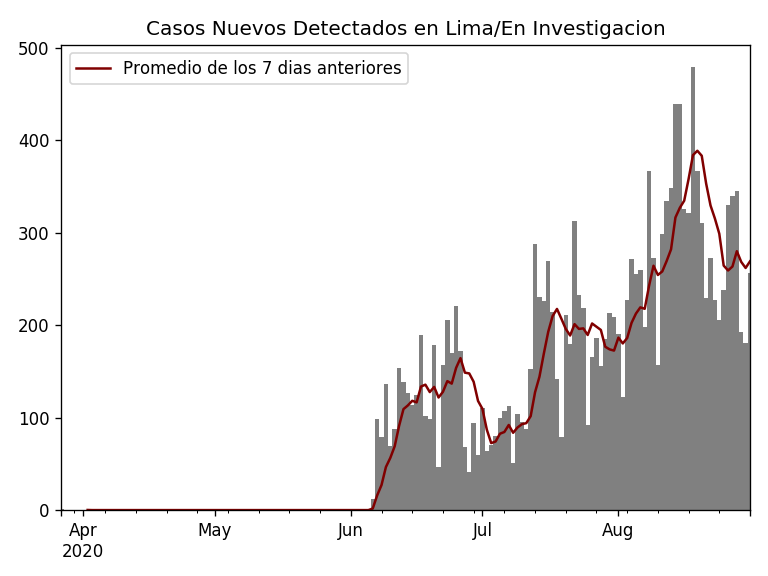 Casos Nuevos Detectados en Lima/En Investigacion
Promedio de los 7 dias anteriores
500
400
300
200
100
0
Apr
2020
May
Jun
Jul
Aug